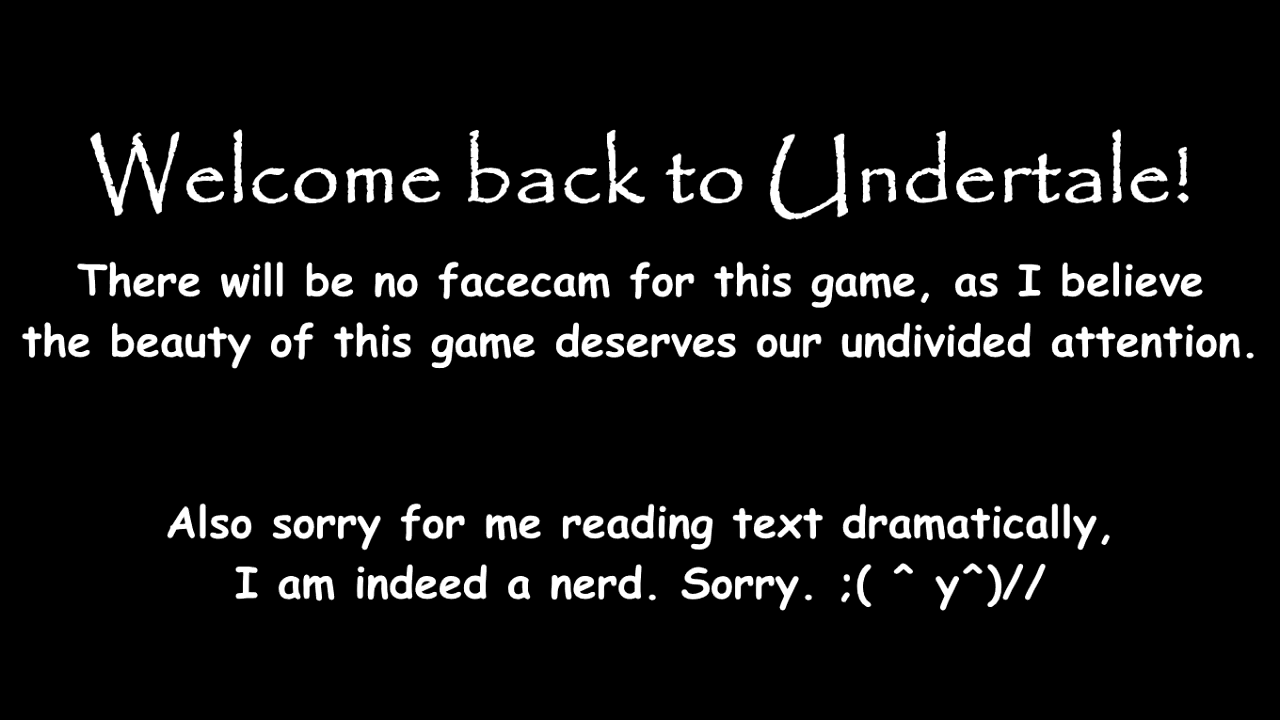 Welcome back to Undertale!
There will be no facecam for this game, as I believe
the beauty of this game deserves our undivided attention.
Also sorry for me reading text dramatically,
I am indeed a nerd. Sorry. ;( ^ y^)//